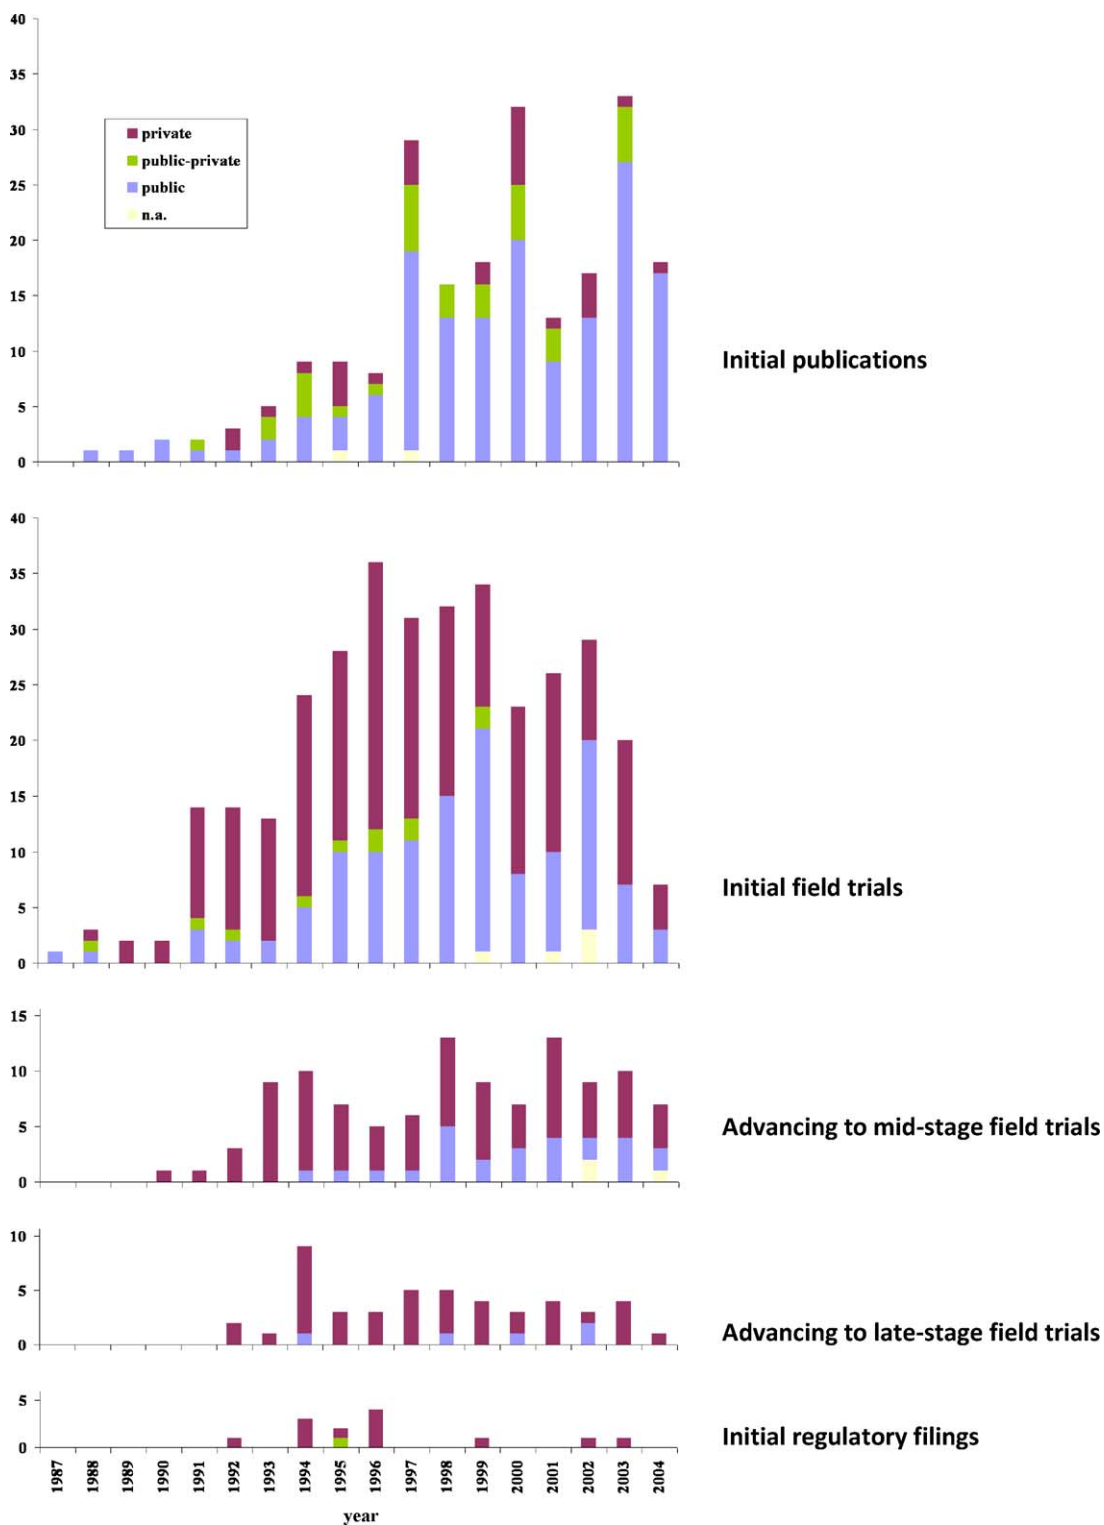 40
35
30
25
20
15
10
5
0
private
public-private
public
n.a.
Initial publications
40
35
30
25
20
15
10
5
0
Initial field trials
15
10
5
0
Advancing to mid-stage field trials
10
5
0
Advancing to late-stage field trials
5
0
Initial regulatory filings
1987 1988 1989 1990 1991 1992 1993 1994 1995 1996 1997 1998 1999 2000 2001 2002 2003 2004
year